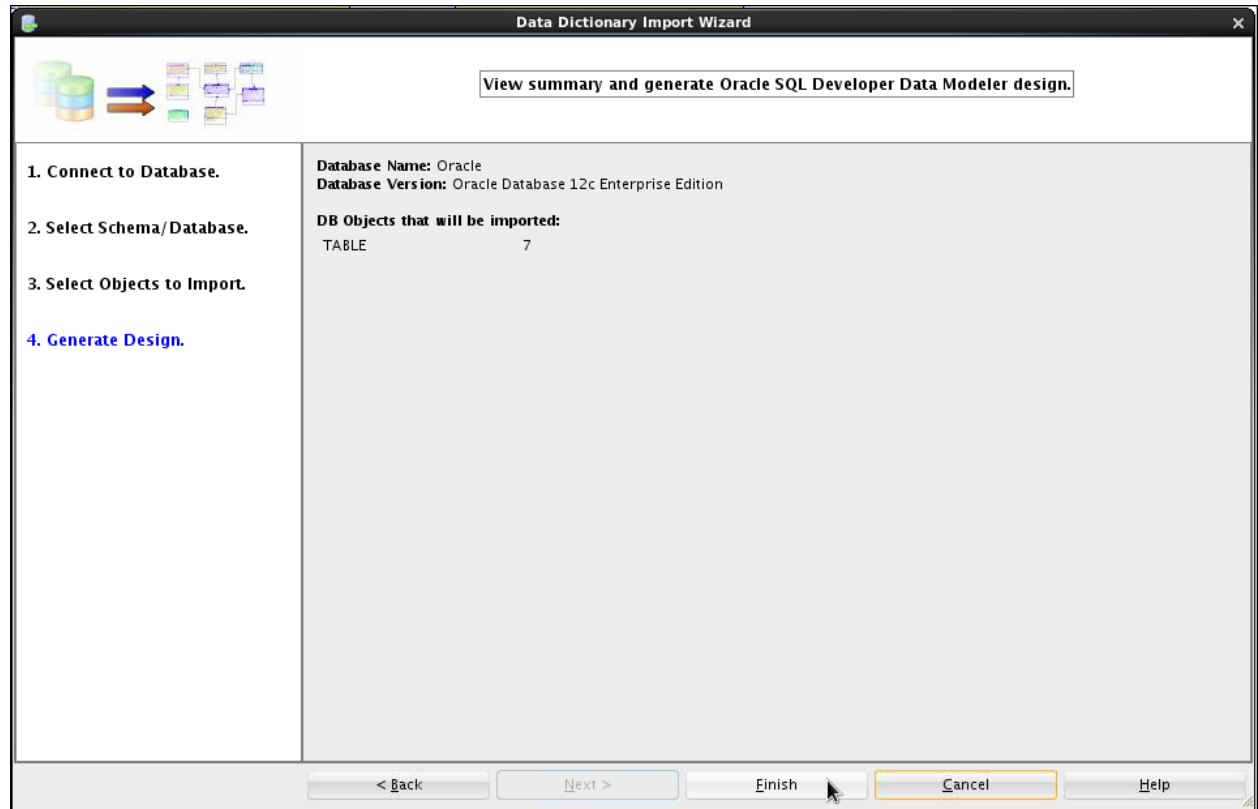 Data Dictionary Import Wizard
View summary and generate Oracle SQL Developer Data Modeler design.
1. Connect to Database.
2. Select Schema/Database.
3. Select Objects to Import.
4. Generate Design.
Database Name: Oracle
Database Version: Oracle Database 12c Enterprise Edition
DB Objects that will be imported:
TABLE 7
< Back Next > Finish Cancel Help